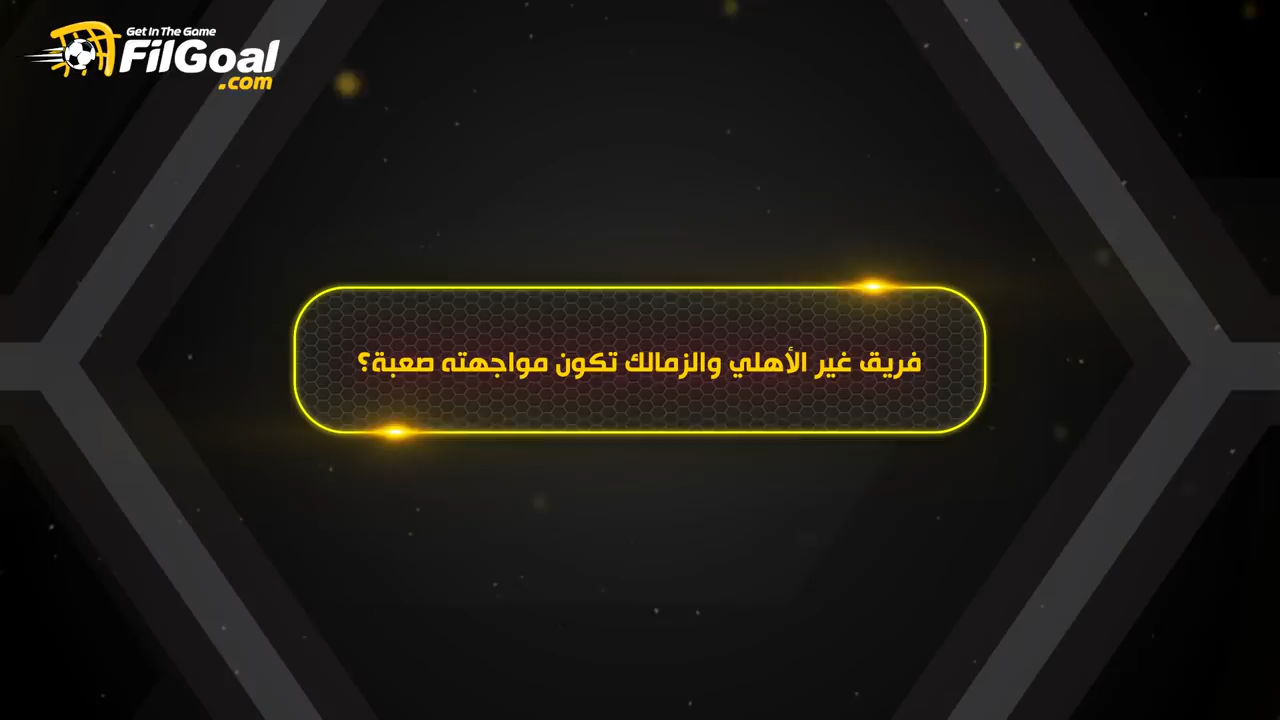 Get In The Game
FilGoal
.com
فريق غير الأهلي والزمالك تكون مواجهته صعبة؟